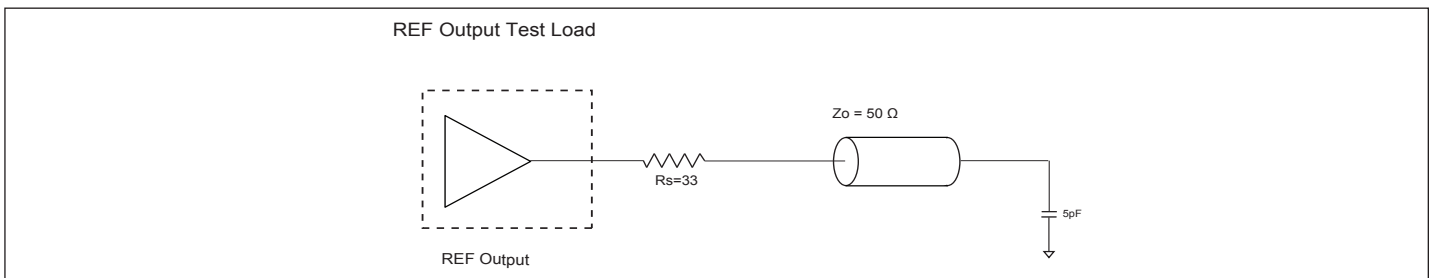 REF Output Test Load
Zo = 50 Ω
Rs=33
5pF
REF Output